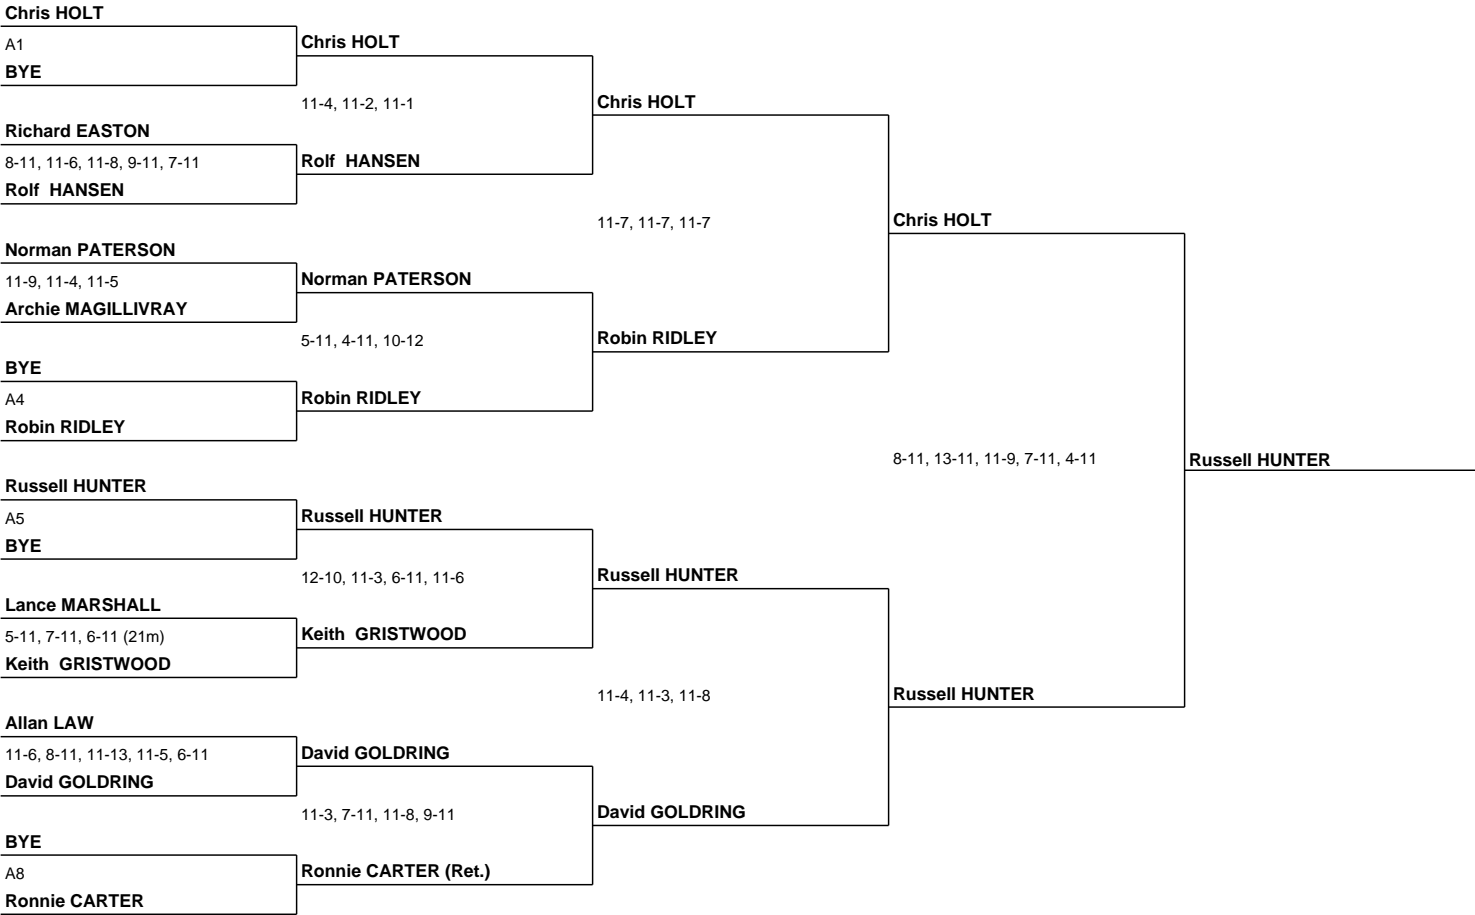 Chris HOLT
A1
BYE
Richard EASTON
8-11, 11-6, 11-8, 9-11, 7-11
Rolf  HANSEN
Norman PATERSON
11-9, 11-4, 11-5
Archie MAGILLIVRAY
BYE
A4
Robin RIDLEY
Russell HUNTER
A5
BYE
Lance MARSHALL
5-11, 7-11, 6-11 (21m)
Keith  GRISTWOOD
Allan LAW
11-6, 8-11, 11-13, 11-5, 6-11
David GOLDRING
BYE
A8
Ronnie CARTER
Chris HOLT
11-4, 11-2, 11-1
Rolf  HANSEN
Norman PATERSON
5-11, 4-11, 10-12
Robin RIDLEY
Russell HUNTER
12-10, 11-3, 6-11, 11-6
Keith  GRISTWOOD
David GOLDRING
11-3, 7-11, 11-8, 9-11
Ronnie CARTER (Ret.)
Chris HOLT
11-7, 11-7, 11-7
Robin RIDLEY
Russell HUNTER
11-4, 11-3, 11-8
David GOLDRING
Chris HOLT
8-11, 13-11, 11-9, 7-11, 4-11
Russell HUNTER
Russell HUNTER